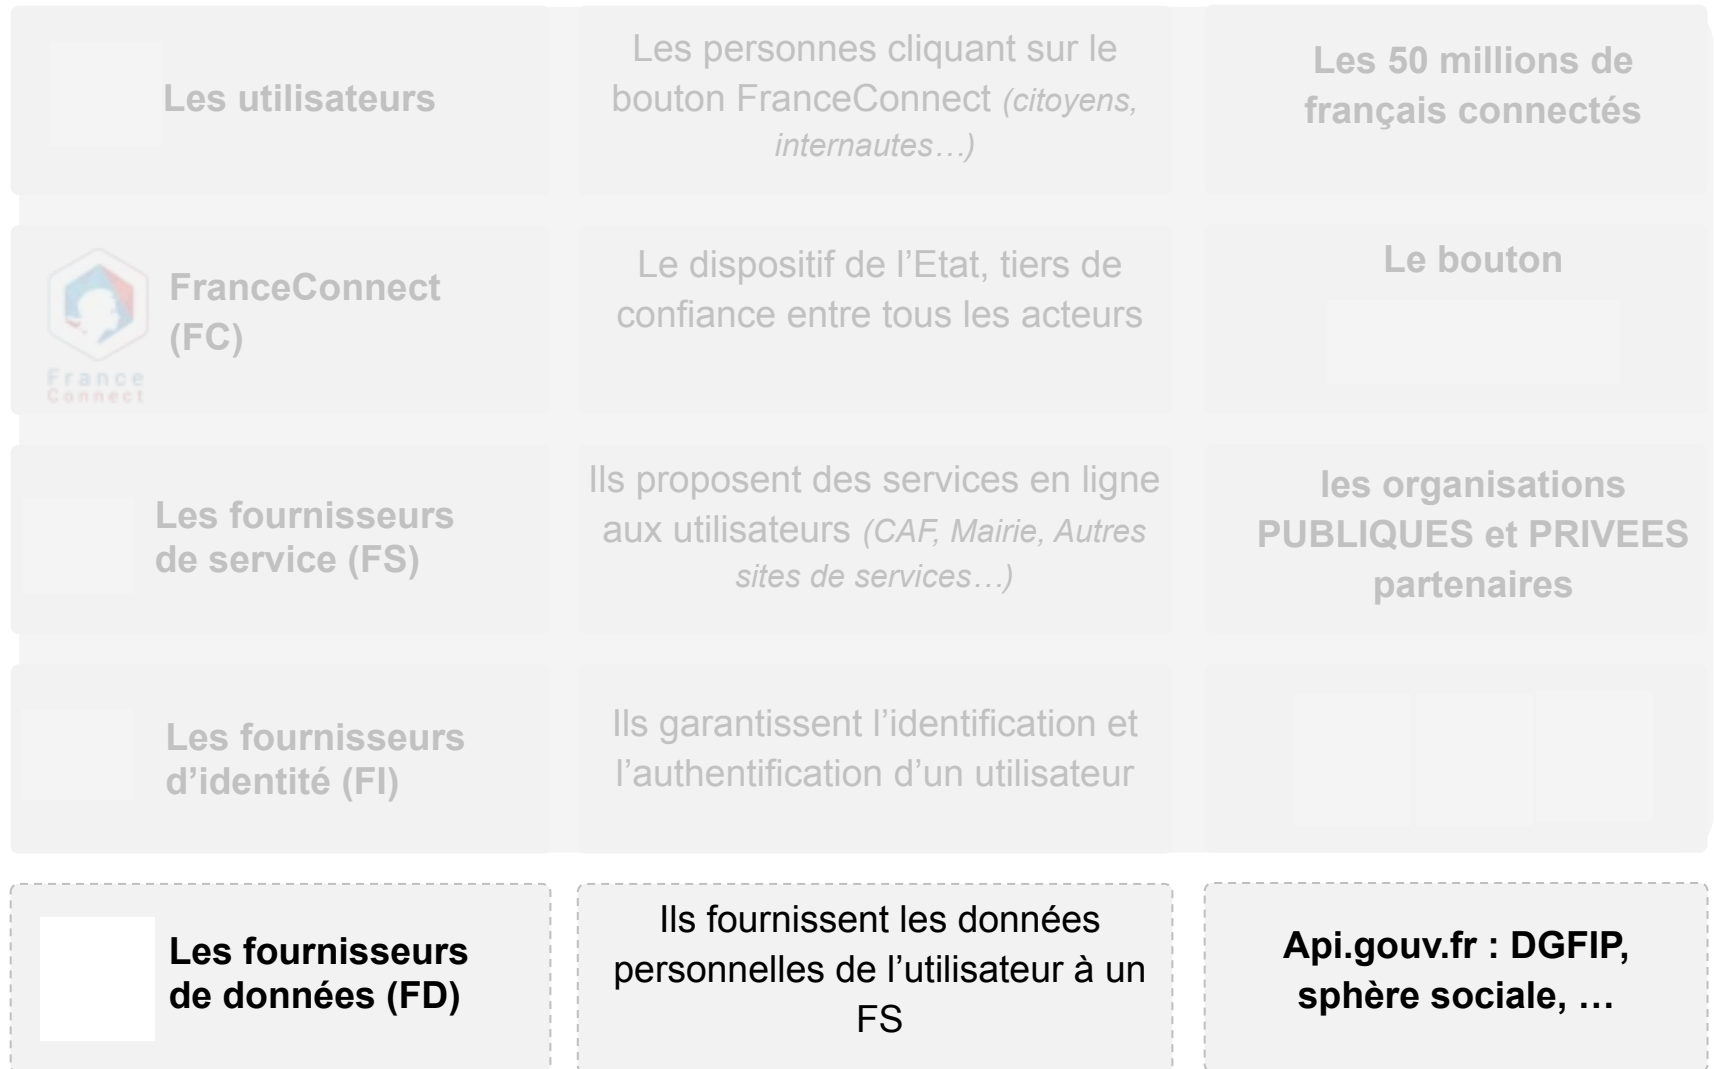 Les utilisateurs
Les personnes cliquant sur le
bouton FranceConnect (citoyens,
internautes…)
Les 50 millions de
français connectés
France
Connect
FranceConnect
(FC)
Le dispositif de l’Etat, tiers de
confiance entre tous les acteurs
Le bouton
Les fournisseurs
de service (FS)
Ils proposent des services en ligne
aux utilisateurs (CAF, Mairie, Autres
sites de services…)
les organisations
PUBLIQUES et PRIVEES
partenaires
Les fournisseurs
d’identité (FI)
Ils garantissent l’identification et
l’authentification d’un utilisateur
Les fournisseurs
de données (FD)
Ils fournissent les données
personnelles de l’utilisateur à un
FS
Api.gouv.fr : DGFIP,
sphère sociale, …